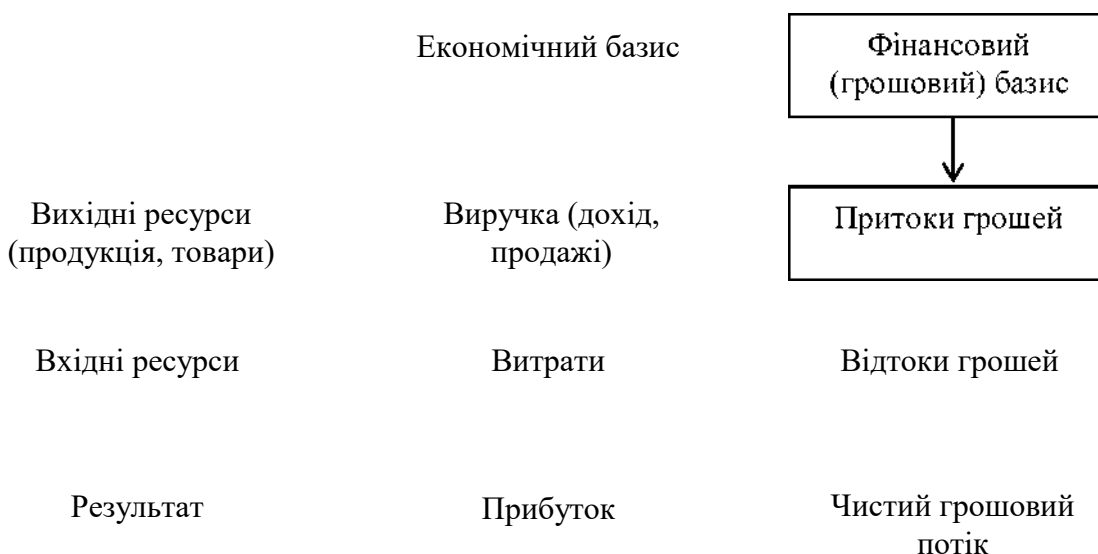 Економічний базис
Фінансовий
(грошовий) базис
Вихідні ресурси
(продукція, товари)
Виручка (дохід,
продажі)
Притоки грошей
Вхідні ресурси
Витрати
Відтоки грошей
Результат
Прибуток
Чистий грошовий
потік